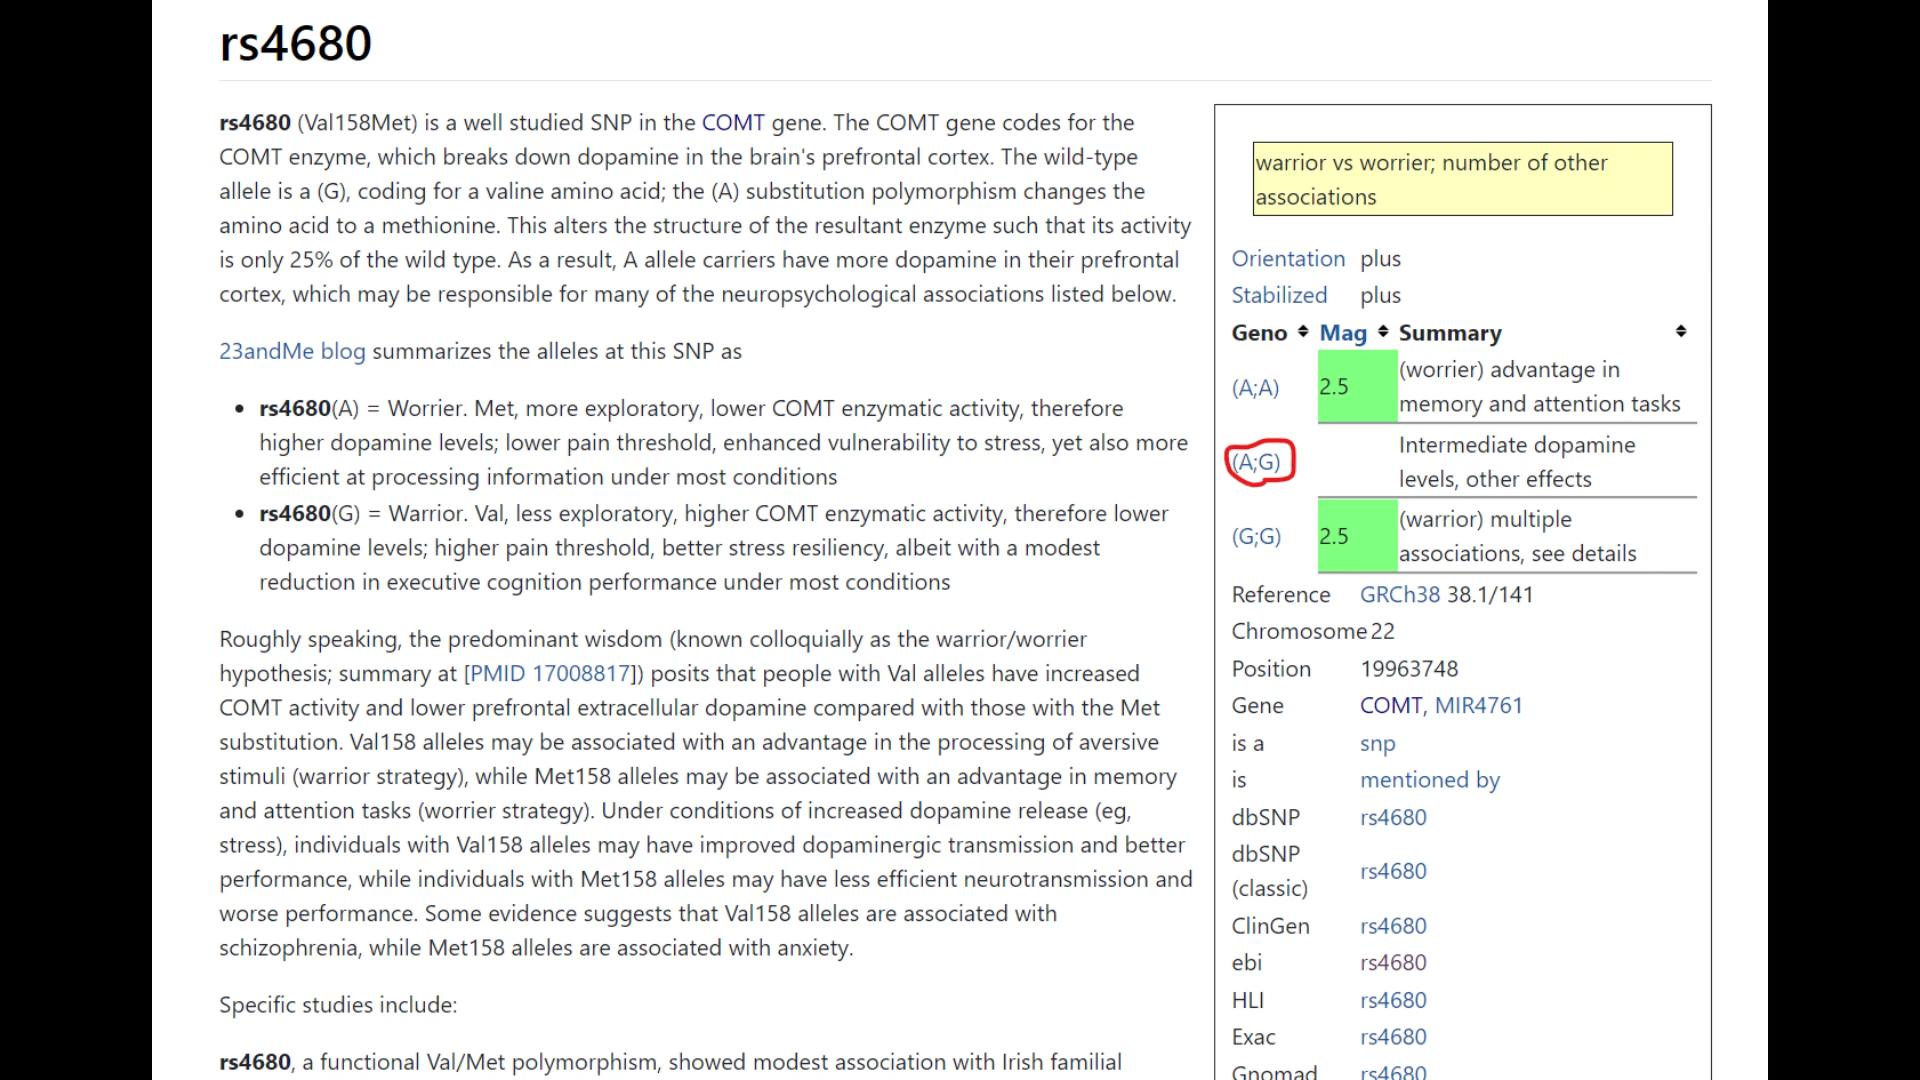 rs4680
rs4680 (Val158Met) is a well studied SNP in the COMT gene. The COMT gene codes for the
COMT enzyme, which breaks down dopamine in the brain's prefrontal cortex. The wild-type
allele is a (G), coding for a valine amino acid; the (A) substitution polymorphism changes the
amino acid to a methionine. This alters the structure of the resultant enzyme such that its activity
is only 25% of the wild type. As a result, A allele carriers have more dopamine in their prefrontal
cortex, which may be responsible for many of the neuropsychological associations listed below.
23andMe blog summarizes the alleles at this SNP as
• rs4680(A) = Worrier. Met, more exploratory, lower COMT enzymatic activity, therefore
higher dopamine levels; lower pain threshold, enhanced vulnerability to stress, yet also more
efficient at processing information under most conditions
• rs4680(G) = Warrior. Val, less exploratory, higher COMT enzymatic activity, therefore lower
dopamine levels; higher pain threshold, better stress resiliency, albeit with a modest
reduction in executive cognition performance under most conditions
Roughly speaking, the predominant wisdom (known colloquially as the warrior/worrier
hypothesis; summary at [PMID 17008817]) posits that people with Val alleles have increased
COMT activity and lower prefrontal extracellular dopamine compared with those with the Met
substitution. Val158 alleles may be associated with an advantage in the processing of aversive
stimuli (warrior strategy), while Met158 alleles may be associated with an advantage in memory
and attention tasks (worrier strategy). Under conditions of increased dopamine release (eg,
stress), individuals with Val158 alleles may have improved dopaminergic transmission and better
performance, while individuals with Met158 alleles may have less efficient neurotransmission and
worse performance. Some evidence suggests that Val158 alleles are associated with
schizophrenia, while Met158 alleles are associated with anxiety.
Specific studies include:
rs4680, a functional Val/Met polymorphism, showed modest association with Irish familial
warrior vs worrier; number of other
associations
Orientation plus
Stabilized plus
Geno Mag Summary
(A;A) 2.5 (worrier) advantage in
memory and attention tasks
(A;G) Intermediate dopamine
levels, other effects
(G;G) 2.5 (warrior) multiple
associations, see details
Reference GRCh38 38.1/141
Chromosome 22
Position 19963748
Gene COMT, MIR4761
is a snp
is mentioned by
dbSNP rs4680
dbSNP
(classic) rs4680
ClinGen rs4680
ebi rs4680
HLI rs4680
Exac rs4680
Gnomad rs4680